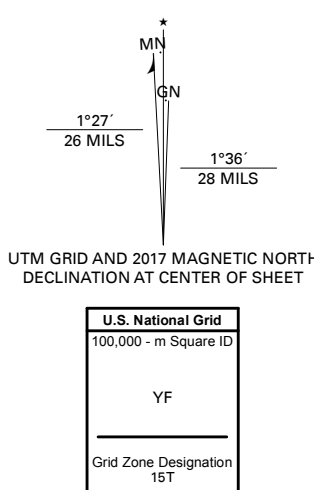 ★
MN
GN
1°27´
26 MILS
1°36´
28 MILS
UTM GRID AND 2017 MAGNETIC NORTH
DECLINATION AT CENTER OF SHEET
U.S. National Grid
100,000 - m Square ID
YF
Grid Zone Designation
15T